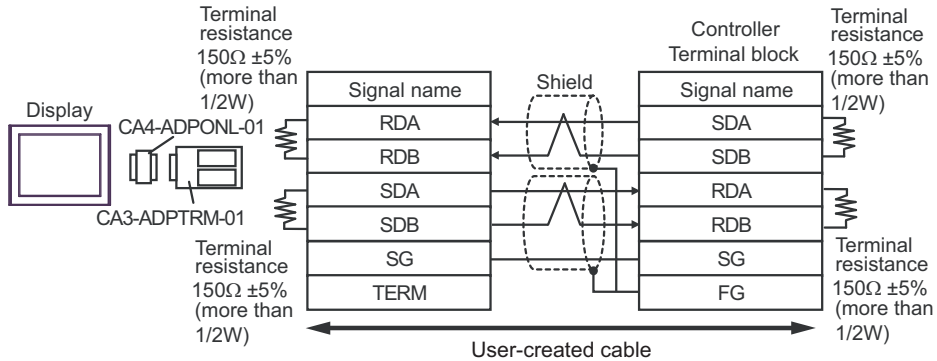 Terminal
resistance
150Ω ±5%
(more than
1/2W)
Display
CA4-ADPONL-01
CA3-ADPTRM-01
Terminal
resistance
150Ω ±5%
(more than
1/2W)
Signal name
RDA
RDB
SDA
SDB
SG
TERM
Shield
Controller
Terminal block
Signal name
SDA
SDB
RDA
RDB
SG
FG
Terminal
resistance
150Ω ±5%
(more than
1/2W)
Terminal
resistance
150Ω ±5%
(more than
1/2W)
User-created cable